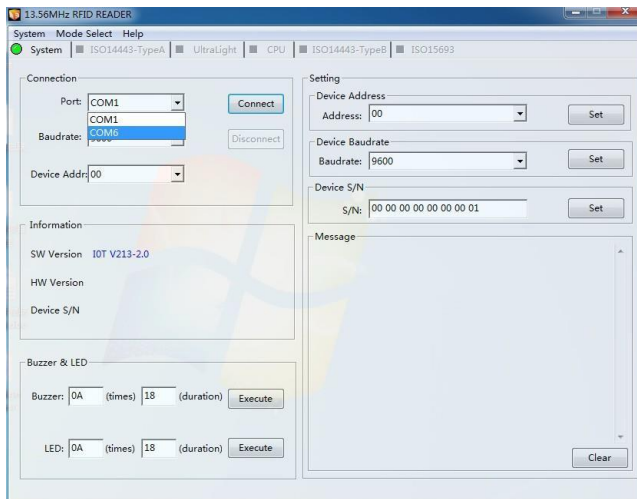 13.56MHz RFID READER
System Mode Select Help
System ISO14443-TypeA UltraLight CPU ISO14443-TypeB ISO15693
Connection
Port: COM1 Connect
COM1
COM6
Baudrate: 9600 Disconnect
Device Addr: 00
Information
SW Version I0T V213-2.0
HW Version
Device S/N
Buzzer & LED
Buzzer: 0A (times) 18 (duration) Execute
LED: 0A (times) 18 (duration) Execute
Setting
Device Address
Address: 00 Set
Device Baudrate
Baudrate: 9600 Set
Device S/N
S/N: 00 00 00 00 00 00 00 01 Set
Message
Clear